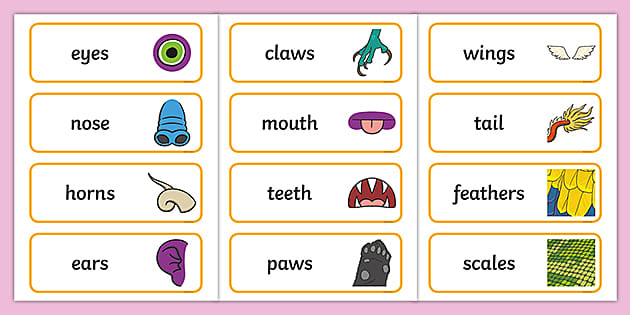 eyes
nose
horns
ears
claws
mouth
teeth
paws
wings
tail
feathers
scales